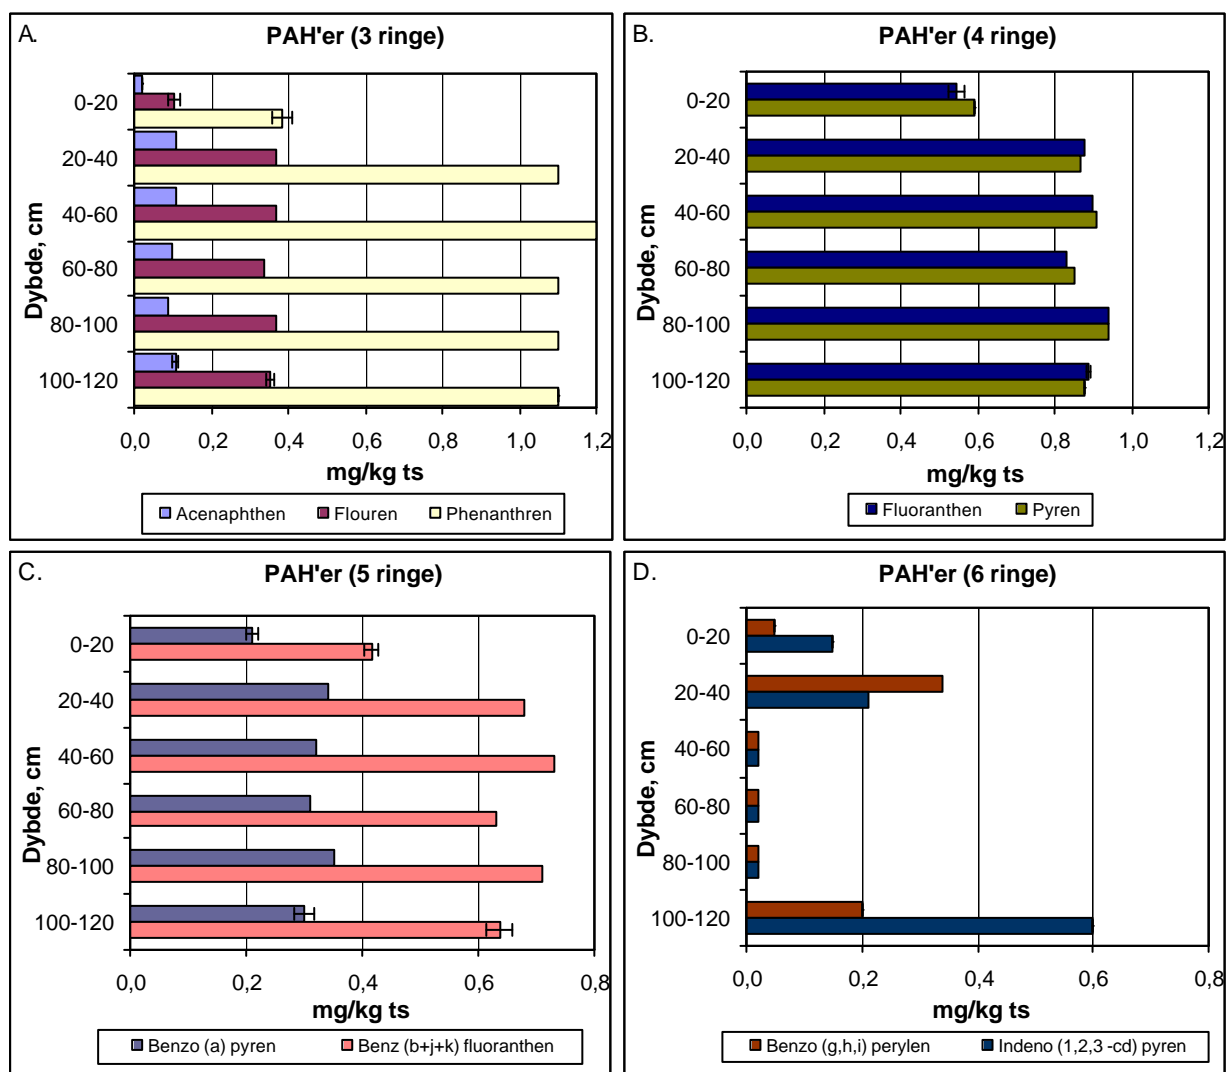 A.
PAH'er (3 ringe)
Dybde, cm
0-20
20-40
40-60
60-80
80-100
100-120
0,0 0,2 0,4 0,6 0,8 1,0 1,2
mg/kg ts
Acenaphthen Flouren Phenanthren
B.
PAH'er (4 ringe)
Dybde, cm
0-20
20-40
40-60
60-80
80-100
100-120
0,0 0,2 0,4 0,6 0,8 1,0 1,2
mg/kg ts
Fluoranthen Pyren
C.
PAH'er (5 ringe)
Dybde, cm
0-20
20-40
40-60
60-80
80-100
100-120
0,0 0,2 0,4 0,6 0,8
mg/kg ts
Benzo (a) pyren Benz (b+j+k) fluoranthen
D.
PAH'er (6 ringe)
Dybde, cm
0-20
20-40
40-60
60-80
80-100
100-120
0,0 0,2 0,4 0,6 0,8
mg/kg ts
Benzo (g,h,i) perylen Indeno (1,2,3 -cd) pyren